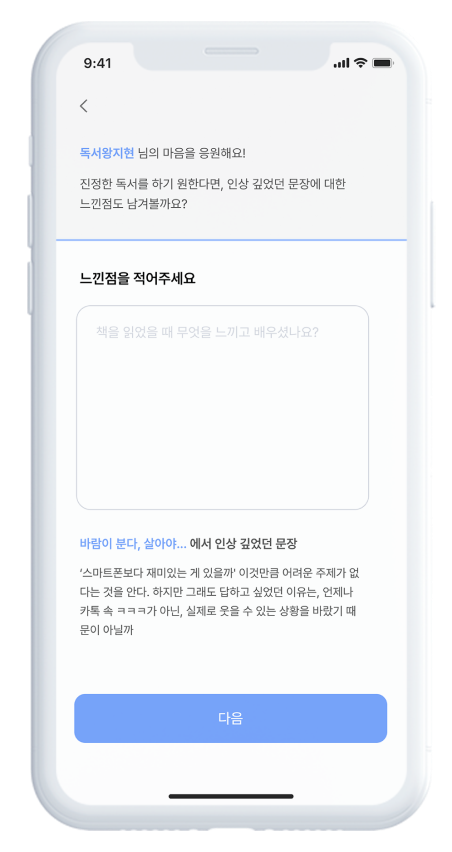 9:41
독서왕지현 님의 마음을 응원해요!
진정한 독서를 하기 원한다면, 인상 깊었던 문장에 대한
느낀점도 남겨볼까요?
느낀점을 적어주세요
책을 읽었을 때 무엇을 느끼고 배우셨나요?
바람이 분다, 살아야... 에서 인상 깊었던 문장
‘스마트폰보다 재미있는 게 있을까' 이것만큼 어려운 주제가 없
다는 것을 안다. 하지만 그래도 답하고 싶었던 이유는, 언제나
카톡 속 ㅋㅋㅋ가 아닌, 실제로 웃을 수 있는 상황을 바랐기 때
문이 아닐까
다음